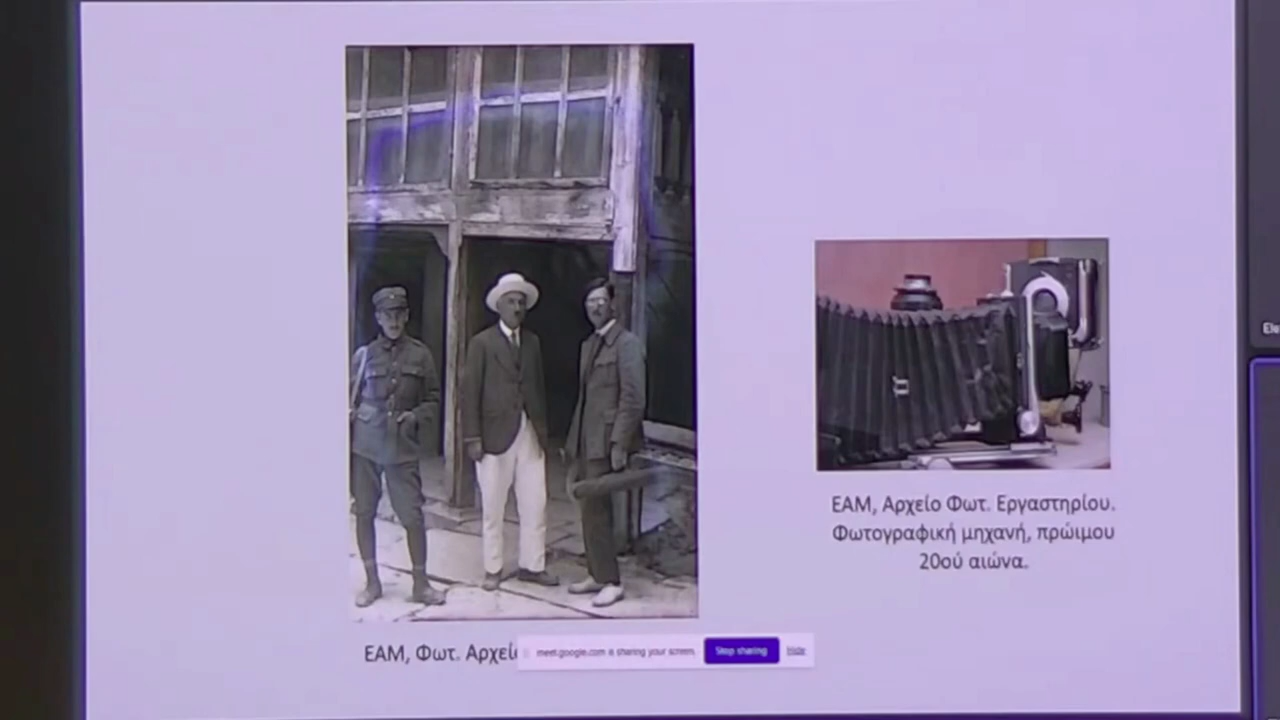 ΕΑΜ, Αρχείο Φωτ. Εργαστηρίου.
Φωτογραφική μηχανή, πρώιμου
20ού αιώνα.
ΕΑΜ, Φωτ. Αρχείο
meet.google.com is sharing your screen.
Stop sharing
Hide